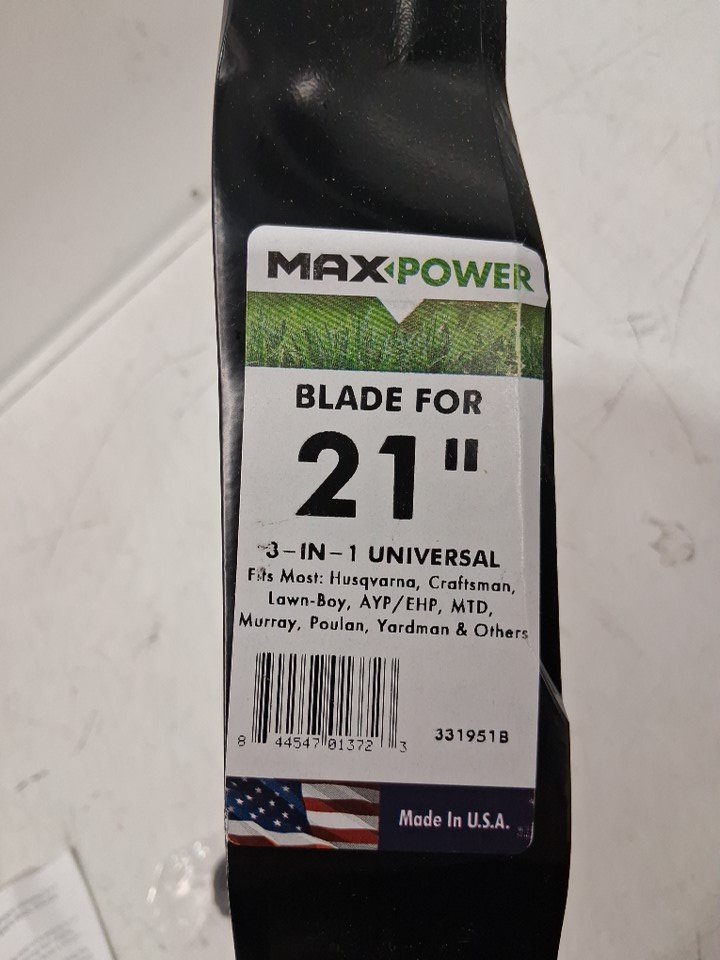 MAX POWER
BLADE FOR
21"
3-IN-1 UNIVERSAL
Fits Most: Husqvarna, Craftsman,
Lawn-Boy, AYP/EHP, MTD,
Murray, Poulan, Yardman & Others
8 44547 01372 3
331951B
Made In U.S.A.